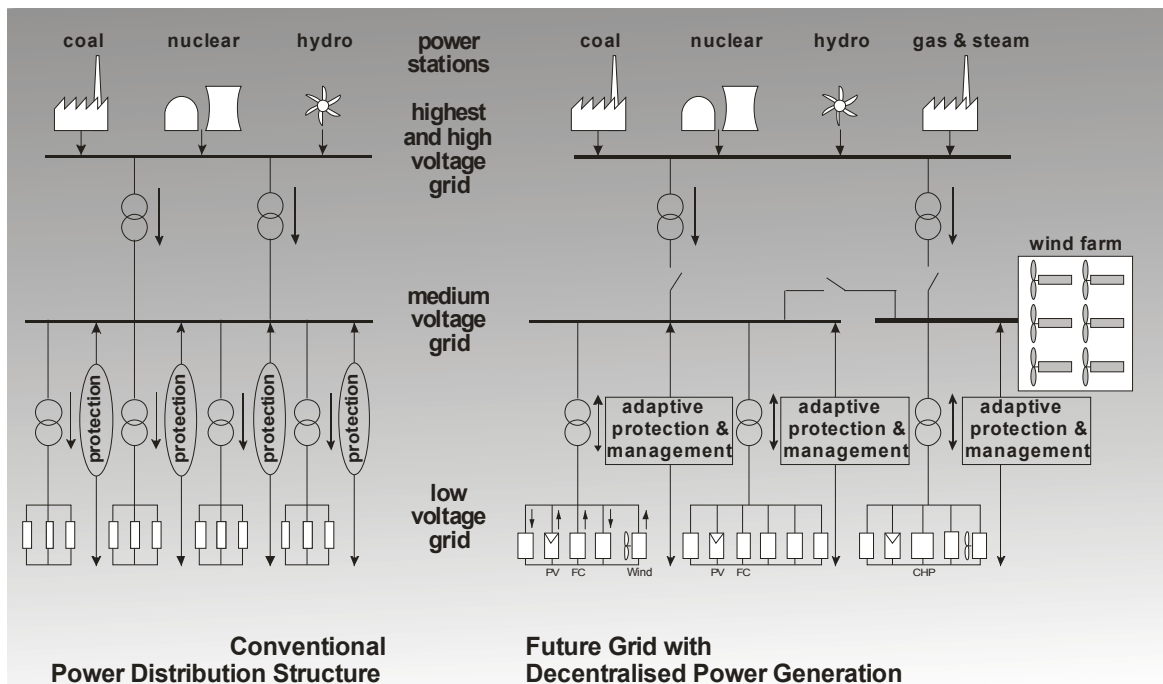 coal
nuclear
hydro
power
stations
coal
nuclear
hydro
gas & steam
highest
and high
voltage
grid
wind farm
medium
voltage
grid
protection
protection
protection
protection
adaptive
protection &
management
adaptive
protection &
management
adaptive
protection &
management
low
voltage
grid
PV
FC
Wind
PV
FC
CHP
Conventional
Power Distribution Structure
Future Grid with
Decentralised Power Generation